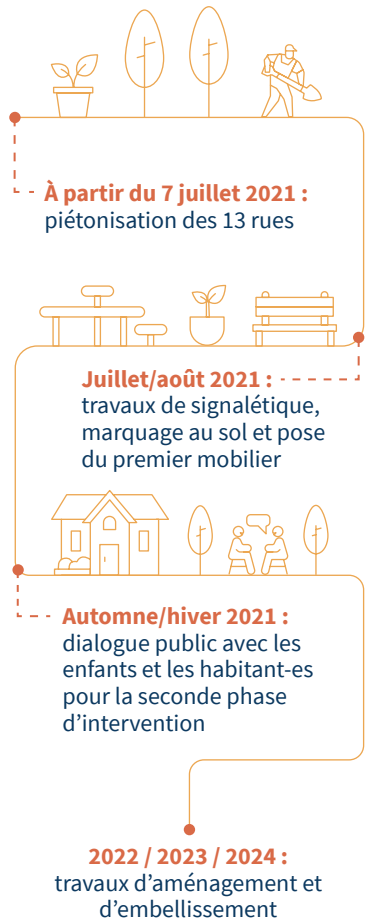 À partir du 7 juillet 2021 :
piétonisation des 13 rues
Juillet/août 2021 :
travaux de signalétique,
marquage au sol et pose
du premier mobilier
Automne/hiver 2021 :
dialogue public avec les
enfants et les habitant-es
pour la seconde phase
d’intervention
2022 / 2023 / 2024 :
travaux d’aménagement et
d’embellissement